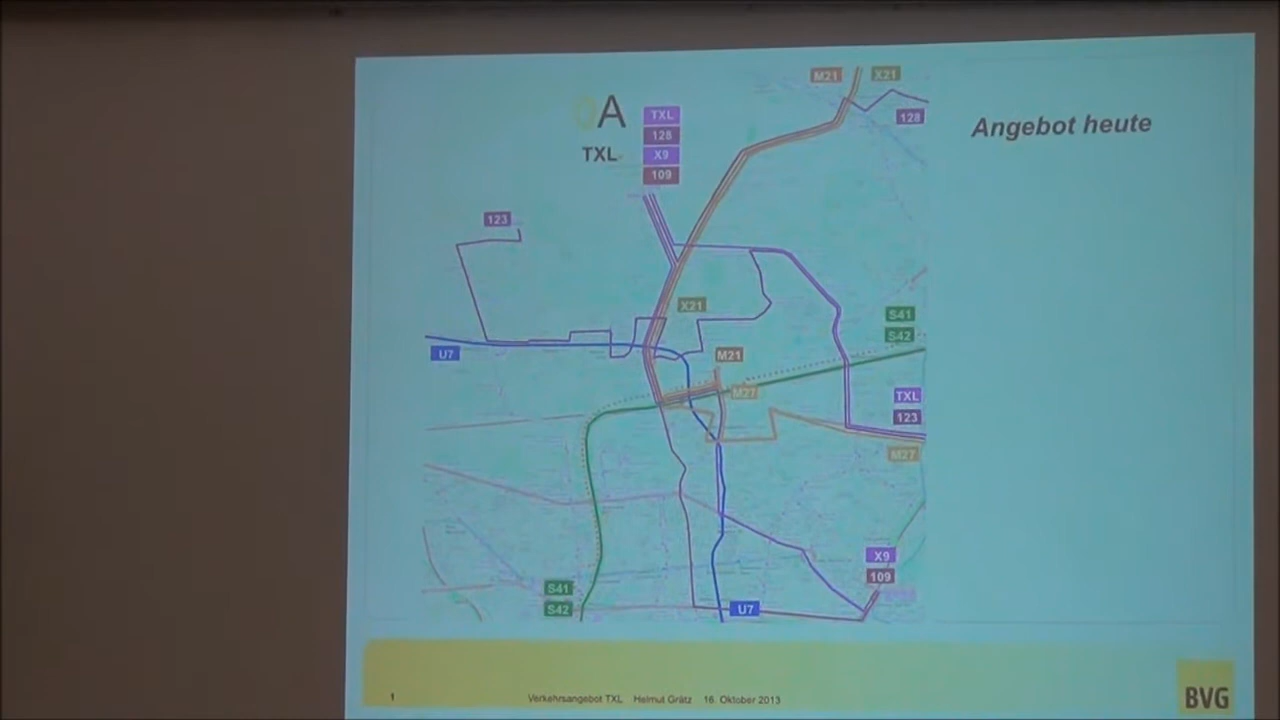 M21 X21
A
TXL
TXL
128
X9
109
128
Angebot heute
123
X21
S41
S42
U7
M21
M27
TXL
123
M27
X9
109
S41
S42
U7
1 Verkehrsangebot TXL Helmut Grätz 16. Oktober 2013
BVG